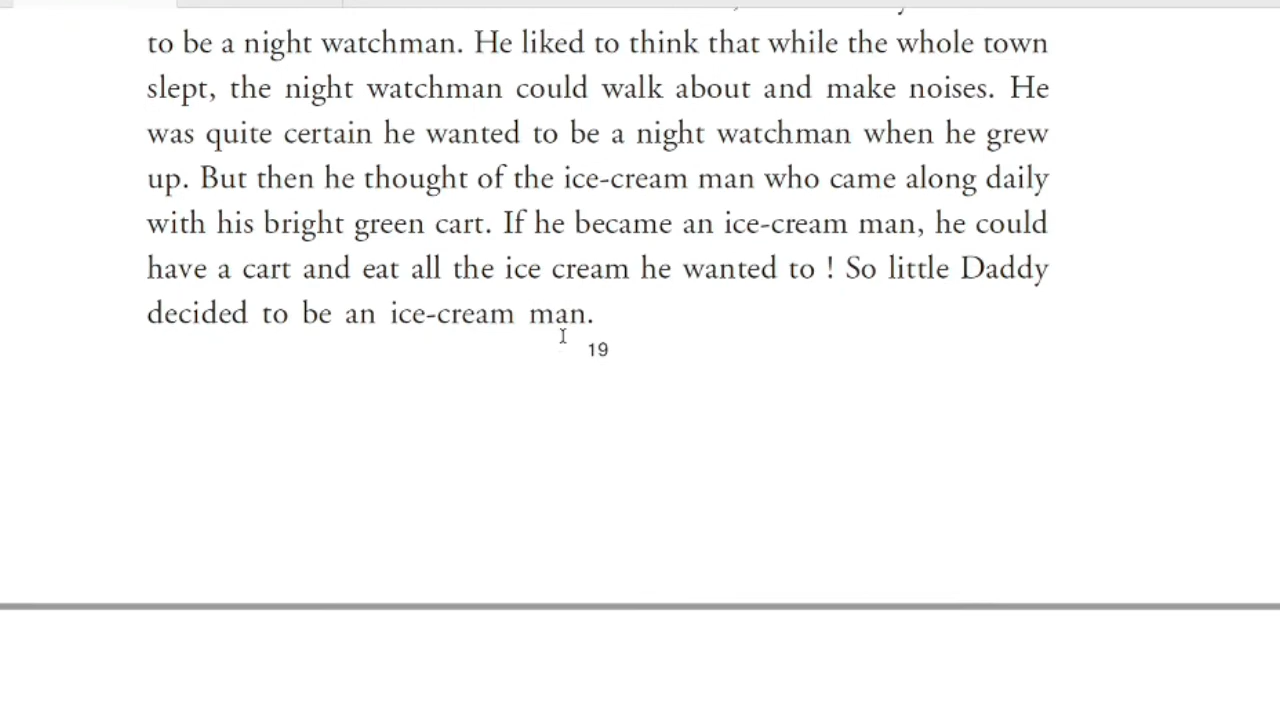 to be a night watchman. He liked to think that while the whole town
slept, the night watchman could walk about and make noises. He
was quite certain he wanted to be a night watchman when he grew
up. But then he thought of the ice-cream man who came along daily
with his bright green cart. If he became an ice-cream man, he could
have a cart and eat all the ice cream he wanted to ! So little Daddy
decided to be an ice-cream man.
19